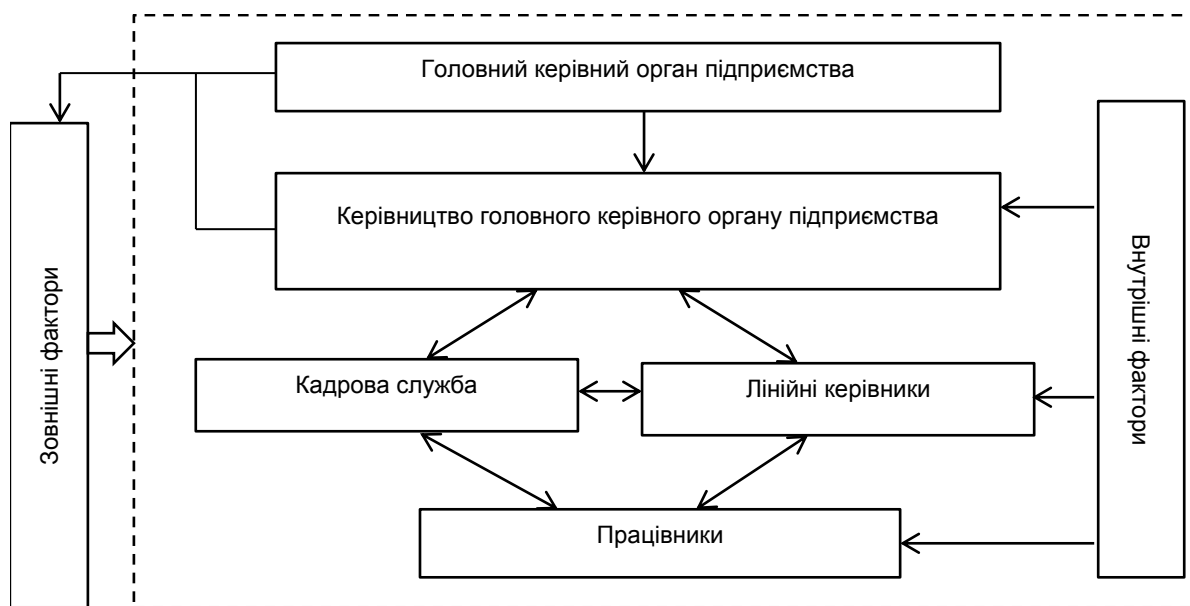 Головний керівний орган підприємства
Керівництво головного керівного органу підприємства
Зовнішні фактори
Внутрішні фактори
Кадрова служба
Лінійні керівники
Працівники